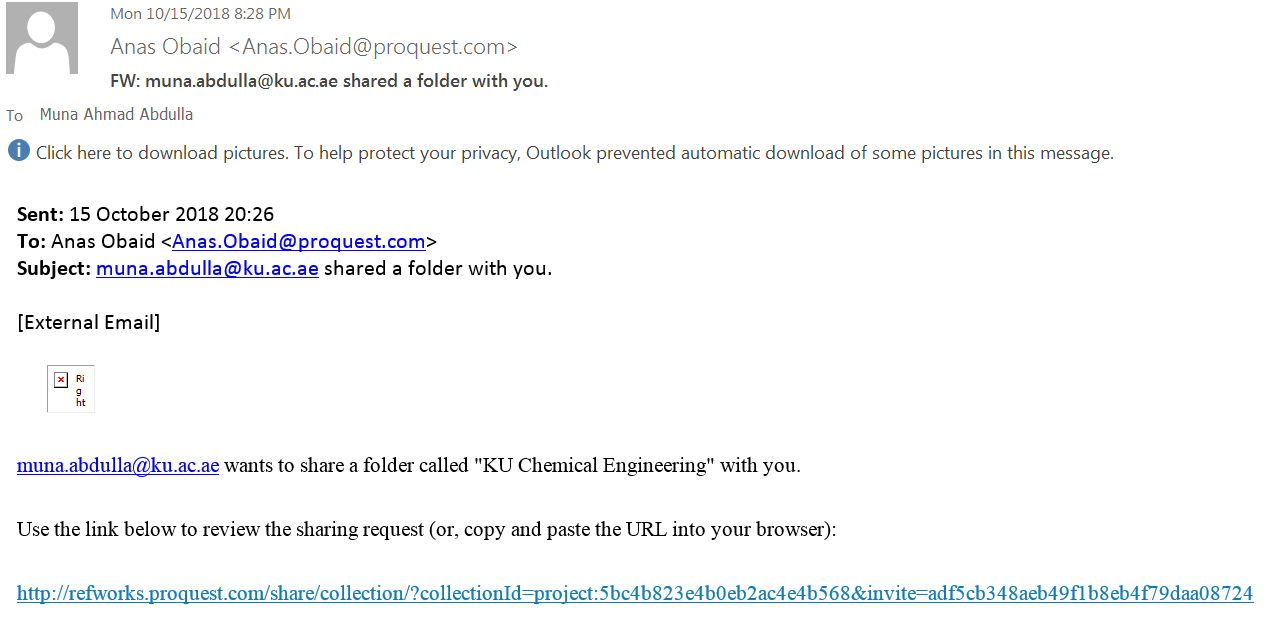 Mon 10/15/2018 8:28 PM
Anas Obaid <Anas.Obaid@proquest.com>
FW: muna.abdulla@ku.ac.ae shared a folder with you.
To Muna Ahmad Abdulla
i Click here to download pictures. To help protect your privacy, Outlook prevented automatic download of some pictures in this message.
Sent: 15 October 2018 20:26
To: Anas Obaid <Anas.Obaid@proquest.com>
Subject: muna.abdulla@ku.ac.ae shared a folder with you.
[External Email]
Ri
g
ht
muna.abdulla@ku.ac.ae wants to share a folder called "KU Chemical Engineering" with you.
Use the link below to review the sharing request (or, copy and paste the URL into your browser):
http://refworks.proquest.com/share/collection/?collectionId=project:5bc4b823e4b0eb2ac4e4b568&invite=adf5cb348aeb49f1b8eb4f79daa08724